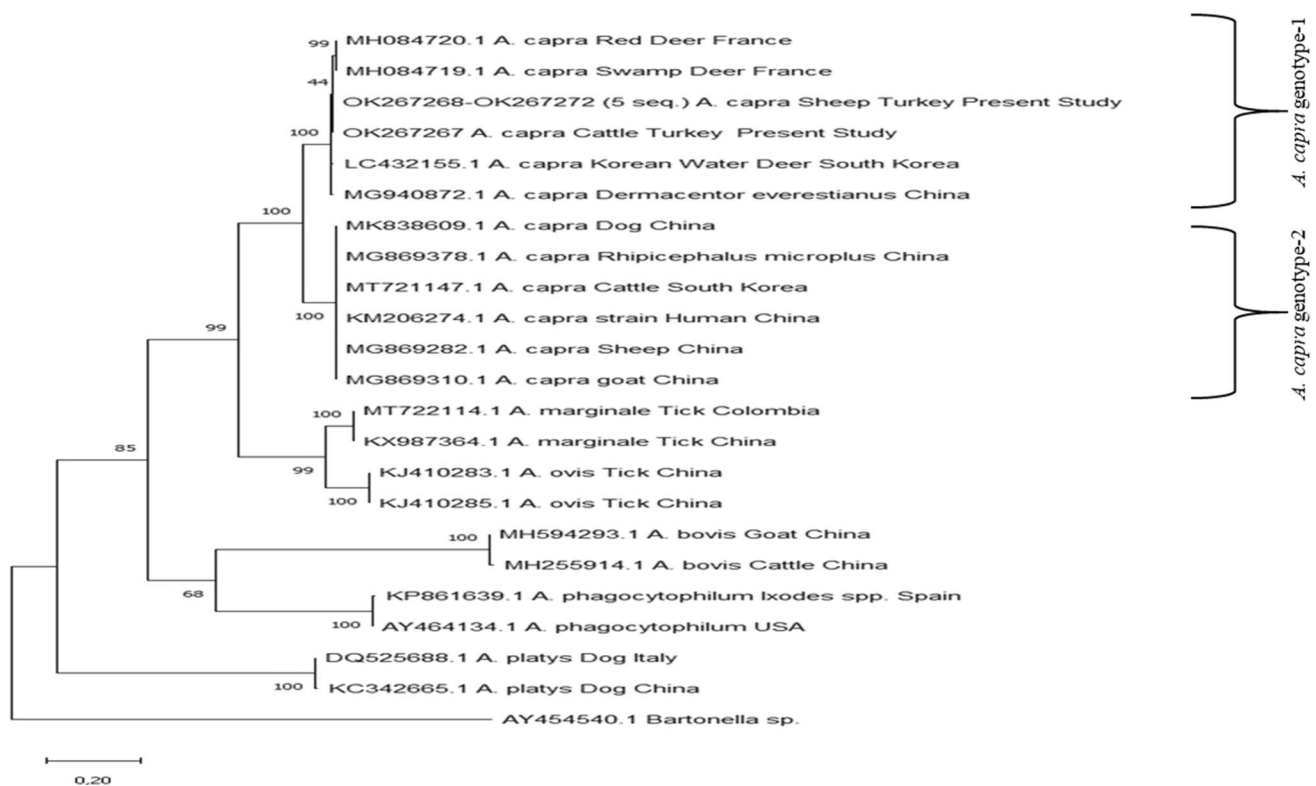 99
MH084720.1 A. capra Red Deer France
MH084719.1 A. capra Swamp Deer France
44
OK267268-OK267272 (5 seq.) A. capra Sheep Turkey Present Study
100
OK267267 A. capra Cattle Turkey Present Study
LC432155.1 A. capra Korean Water Deer South Korea
MG940872.1 A. capra Dermacentor everestianus China
A. capra genotype-1
100
MK838609.1 A. capra Dog China
MG869378.1 A. capra Rhipicephalus microplus China
MT721147.1 A. capra Cattle South Korea
100
KM206274.1 A. capra strain Human China
MG869282.1 A. capra Sheep China
MG869310.1 A. capra goat China
A. capra genotype-2
99
100
MT722114.1 A. marginale Tick Colombia
KX987364.1 A. marginale Tick China
85
99
KJ410283.1 A. ovis Tick China
100
KJ410285.1 A. ovis Tick China
100
MH594293.1 A. bovis Goat China
MH255914.1 A. bovis Cattle China
68
KP861639.1 A. phagocytophilum Ixodes spp. Spain
100
AY464134.1 A. phagocytophilum USA
DQ525688.1 A. platys Dog Italy
100
KC342665.1 A. platys Dog China
AY454540.1 Bartonella sp.
0,20